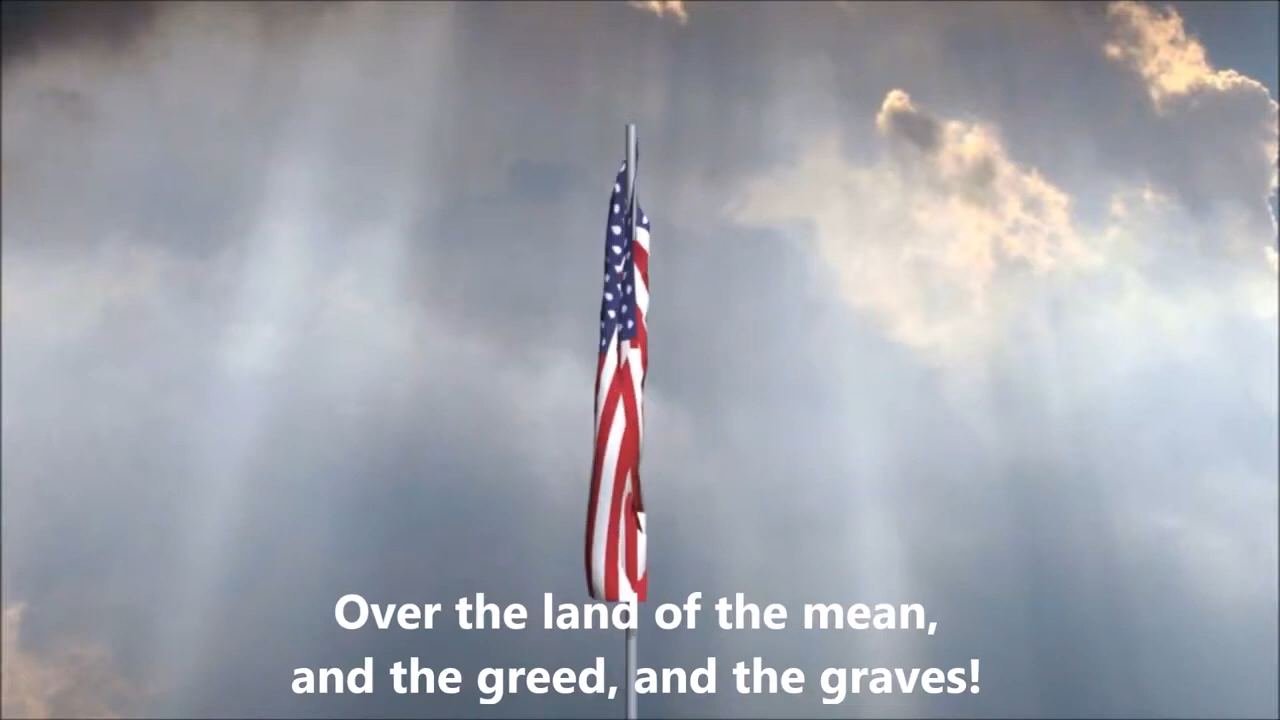 Over the land of the mean,
and the greed, and the graves!